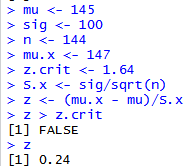 > mu <- 145
> sig <- 100
> n <- 144
> mu.x <- 147
> z.crit <- 1.64
> S.x <- sig/sqrt(n)
> z <- (mu.x - mu)/S.x
> z > z.crit
[1] FALSE
> z
[1] 0.24